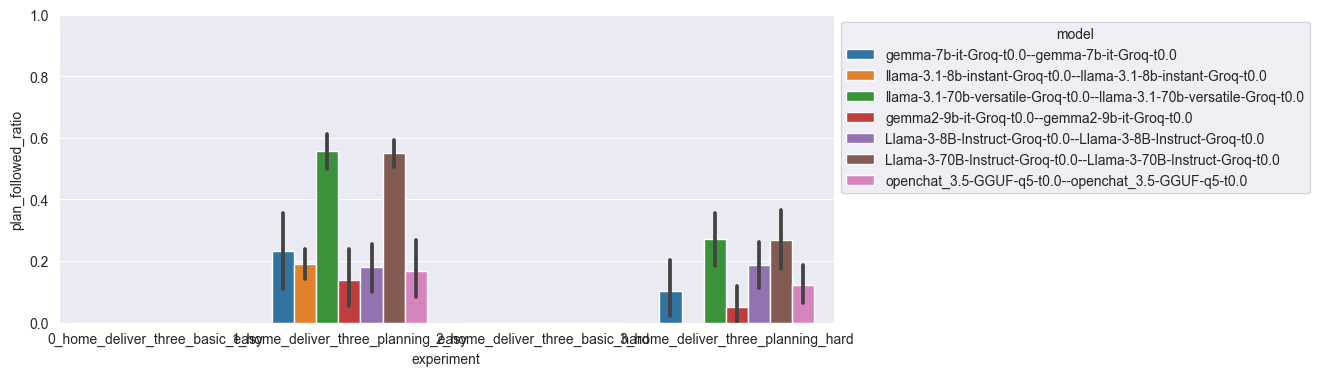 1.0
0.8
0.6
0.4
0.2
0.0
plan_followed_ratio
0_home_deliver_three_basic_easy
1_home_deliver_three_planning_easy
2_home_deliver_three_basic_hard
3_home_deliver_three_planning_hard
experiment
model
gemma-7b-it-Groq-t0.0--gemma-7b-it-Groq-t0.0
llama-3.1-8b-instant-Groq-t0.0--llama-3.1-8b-instant-Groq-t0.0
llama-3.1-70b-versatile-Groq-t0.0--llama-3.1-70b-versatile-Groq-t0.0
gemma2-9b-it-Groq-t0.0--gemma2-9b-it-Groq-t0.0
Llama-3-8B-Instruct-Groq-t0.0--Llama-3-8B-Instruct-Groq-t0.0
Llama-3-70B-Instruct-Groq-t0.0--Llama-3-70B-Instruct-Groq-t0.0
openchat_3.5-GGUF-q5-t0.0--openchat_3.5-GGUF-q5-t0.0